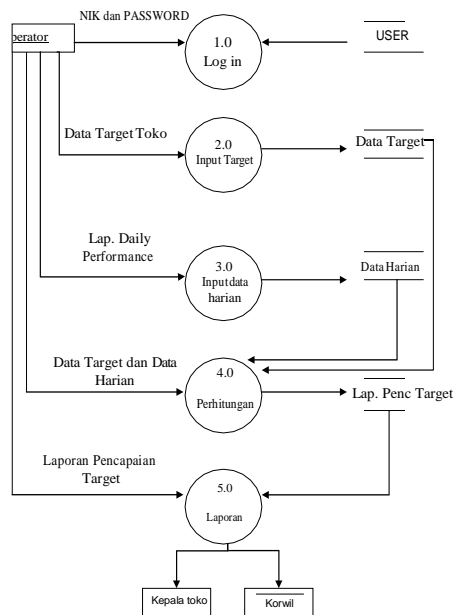 NIK dan PASSWORD
perator
1.0
Log in
USER
Data Target Toko
2.0
Input Target
Data Target
Lap. Daily
Performance
3.0
Input data
harian
Data Harian
Data Target dan Data
Harian
4.0
Perhitungan
Lap. Penc Target
Laporan Pencapaian
Target
5.0
Laporan
Kepala toko
Korwil